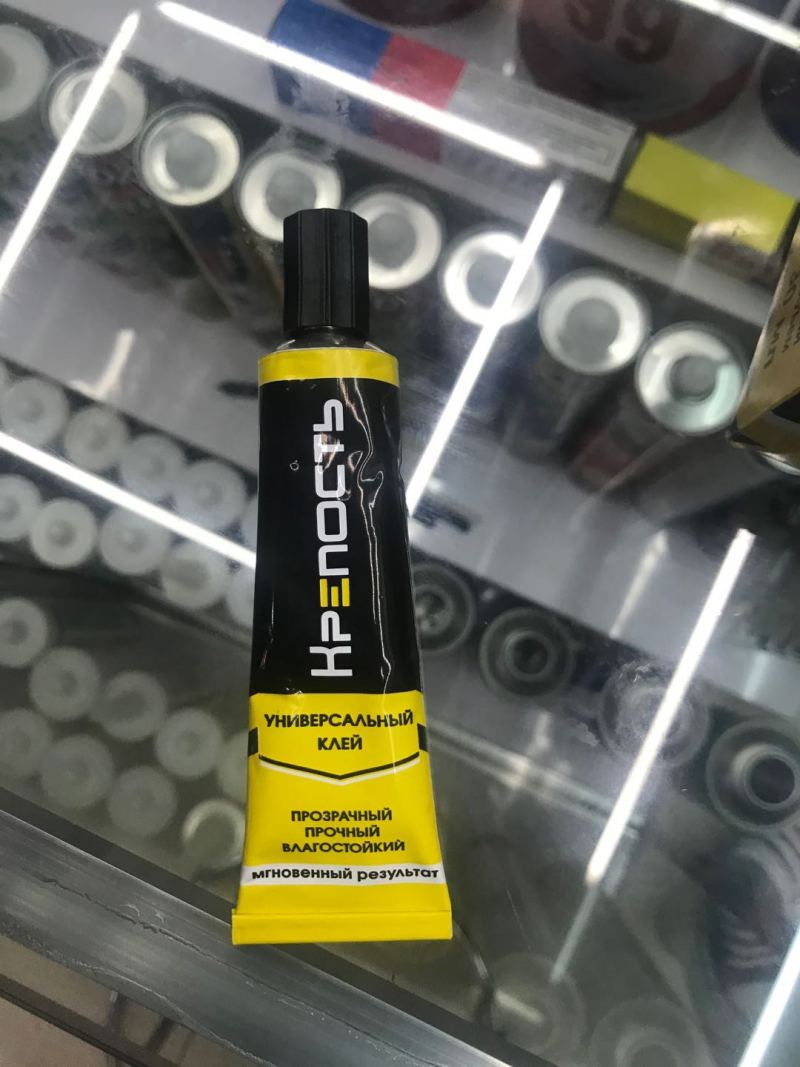 КРЕПОСТЬ
УНИВЕРСАЛЬНЫЙ
КЛЕЙ
ПРОЗРАЧНЫЙ
ПРОЧНЫЙ
ВЛАГОСТОЙКИЙ
мгновенный результат